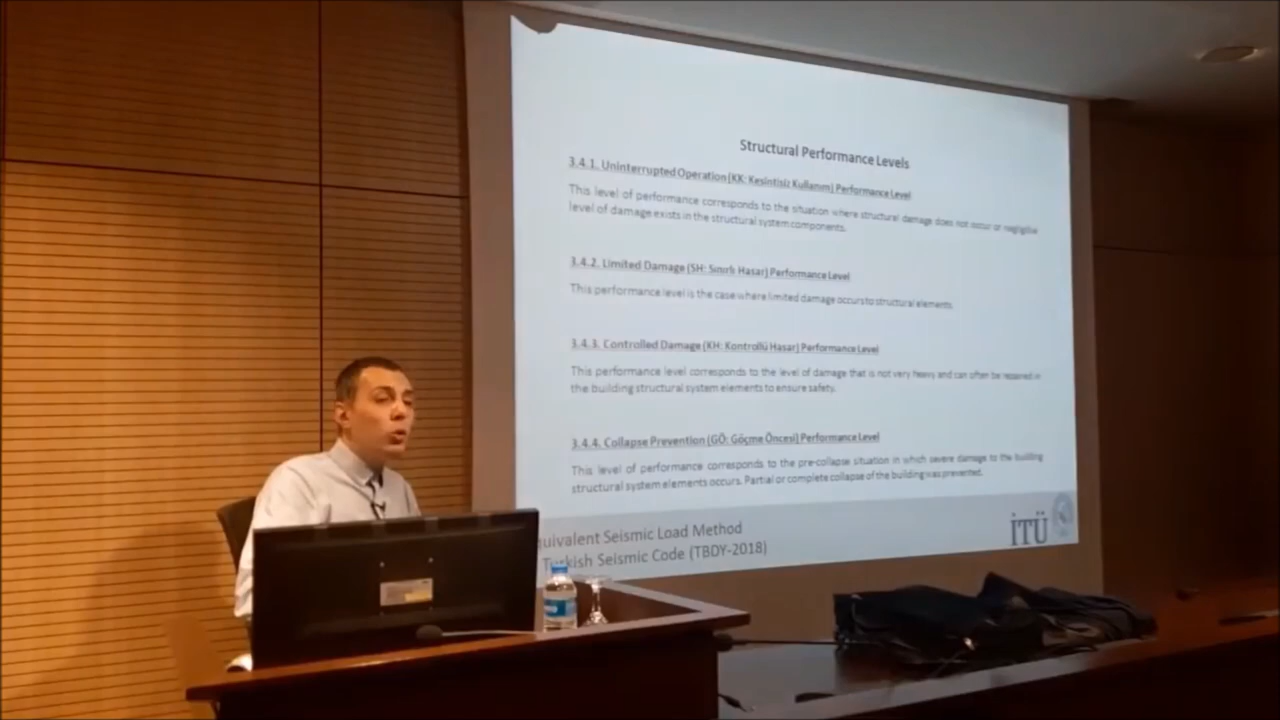 Structural Performance Levels
3.4.1. Uninterrupted Operation (KK: Kesintisiz Kullanım) Performance Level
This level of performance corresponds to the situation where structural damage does not occur or negligible
level of damage exists in the structural system components.
3.4.2. Limited Damage (SH: Sınırlı Hasar) Performance Level
This performance level is the case where limited damage occurs to structural elements.
3.4.3. Controlled Damage (KH: Kontrollü Hasar) Performance Level
This performance level corresponds to the level of damage that is not very heavy and can often be repaired in
the building structural system elements to ensure safety.
3.4.4. Collapse Prevention (GÖ: Göçme Öncesi) Performance Level
This level of performance corresponds to the pre-collapse situation in which severe damage to the building
structural system elements occurs. Partial or complete collapse of the building was prevented.
quivalent Seismic Load Method
Turkish Seismic Code (TBDY-2018)
İTÜ